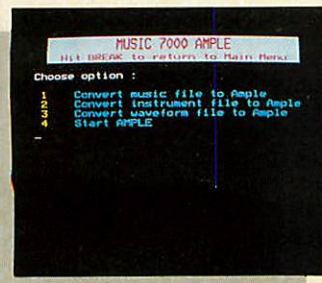 MUSIC 7000 AMPLE
Hit BREAK to return to Main Menu
Choose option :
1 Convert music file to Ample
2 Convert instrument file to Ample
3 Convert waveform file to Ample
4 Start AMPLE